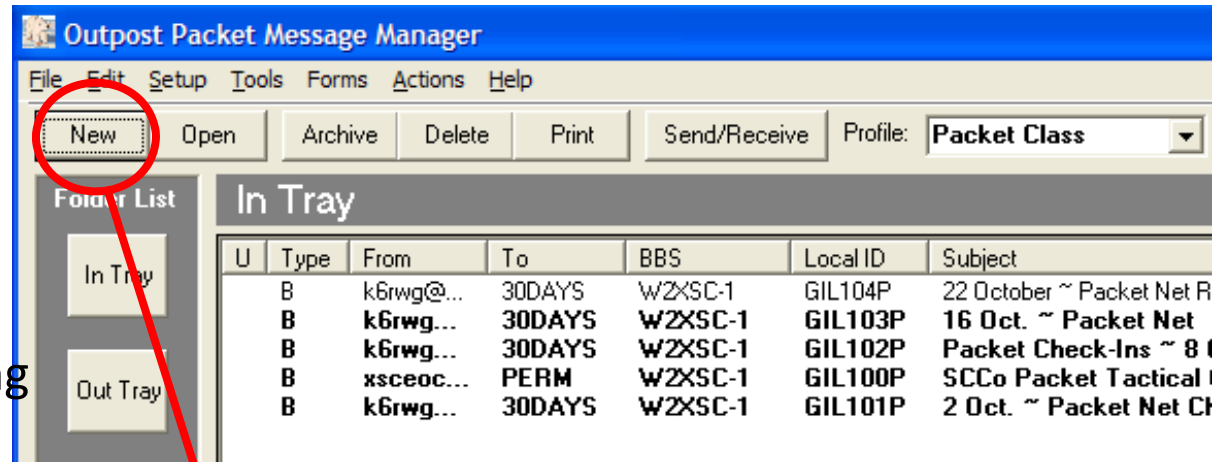 Outpost Packet Message Manager
File Edit Setup Tools Forms Actions Help
New Open Archive Delete Print Send/Receive Profile: Packet Class
Folder List In Tray
U Type From To BBS Local ID Subject
In Tray
B k6rwg@... 30DAYS W2XSC-1 GIL104P 22 October ~ Packet Net R
B k6rwg... 30DAYS W2XSC-1 GIL103P 16 Oct. ~ Packet Net
B k6rwg... 30DAYS W2XSC-1 GIL102P Packet Check-Ins ~ 8
B xsceoc... PERM W2XSC-1 GIL100P SCCo Packet Tactical
B k6rwg... 30DAYS W2XSC-1 GIL101P 2 Oct. ~ Packet Net
Out Tray